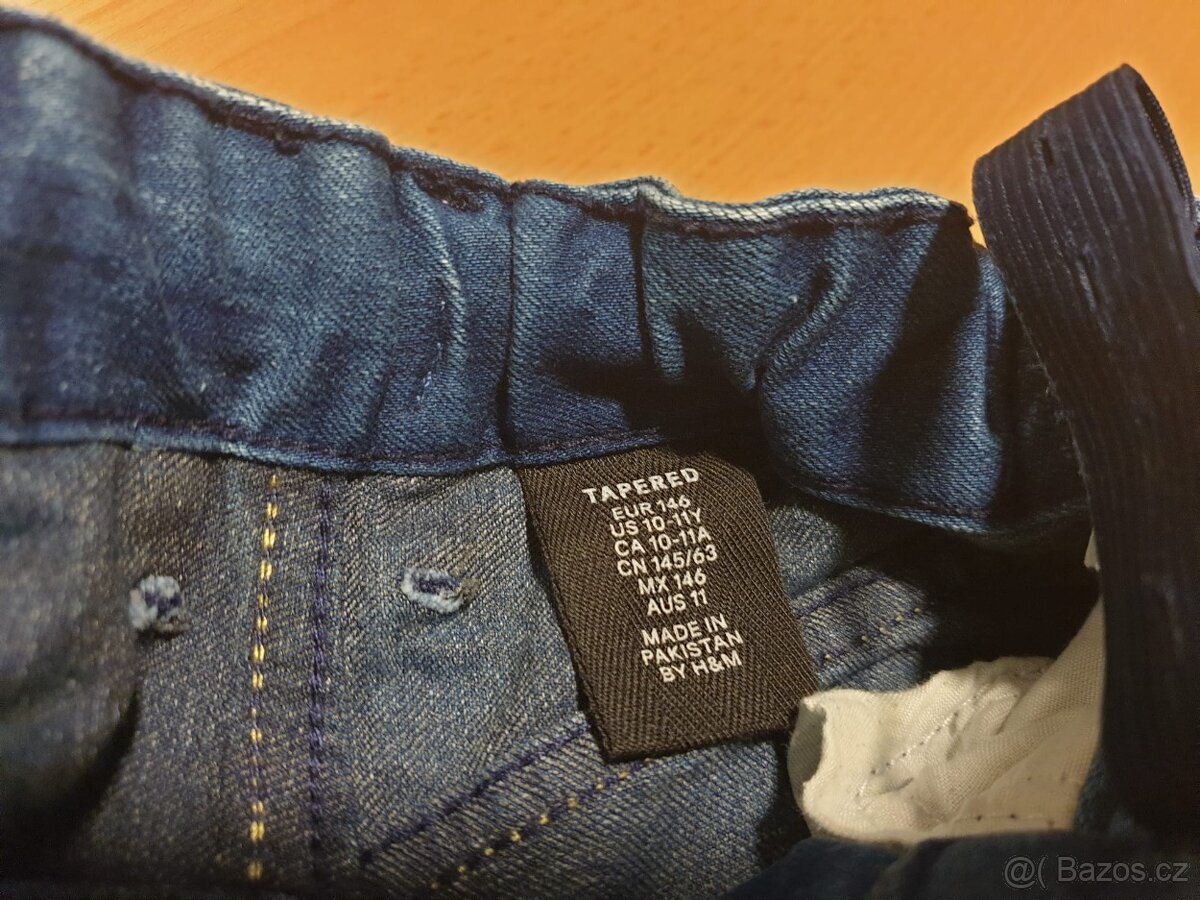 TAPERED
EUR 146
US 10-11Y
CA 10-11A
CN 145/63
MX 146
AUS 11
MADE IN
PAKISTAN
BY H&M
@( Bazos.cz